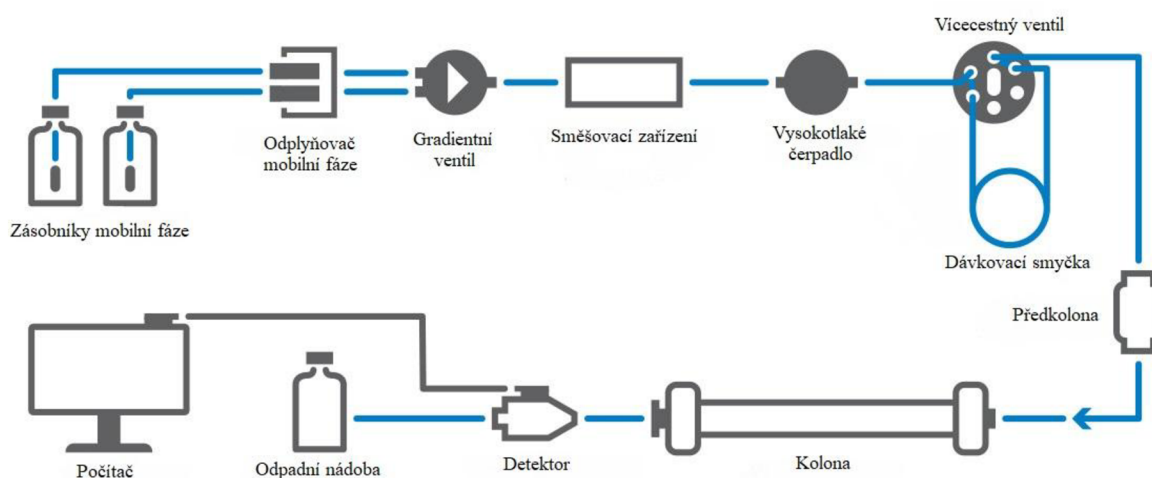 Vícecestný ventil
Odplyňovač
mobilní fáze
Gradientní
ventil
Směšovací zařízení
Vysokotlaké
čerpadlo
Zásobníky mobilní fáze
Dávkovací smyčka
Předkolona
Počítač
Odpadní nádoba
Detektor
Kolona